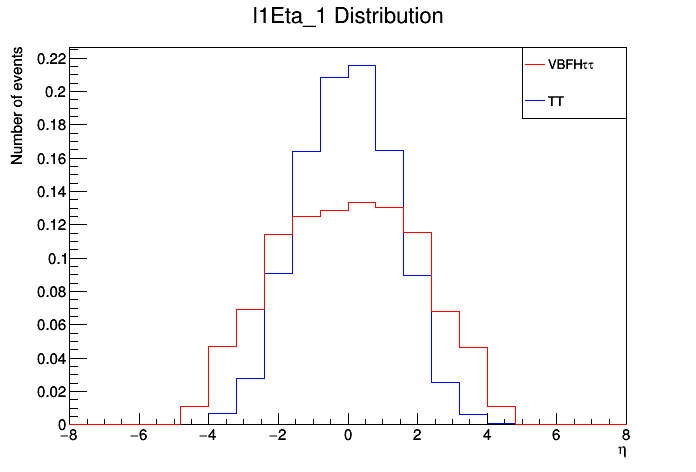 l1Eta_1 Distribution
Number of events
VBFHττ
TT
0.22
0.2
0.18
0.16
0.14
0.12
0.1
0.08
0.06
0.04
0.02
0
−8 −6 −4 −2 0 2 4 6 8
η